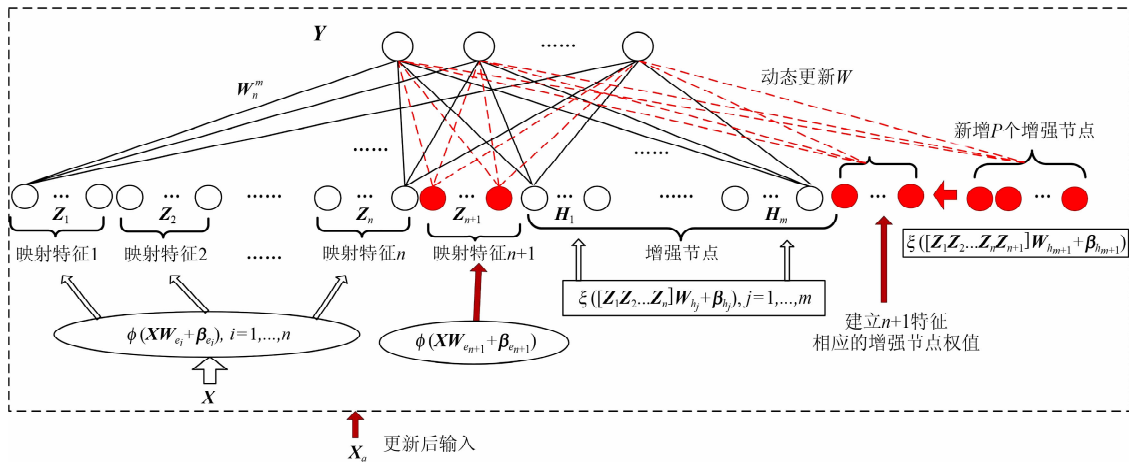 Y
……
W_n^m
动态更新W
新增P个增强节点
……
……
… … … … … … …… … … … …
Z_1 Z_2 Z_n Z_{n+1} H_1 H_m
映射特征1 映射特征2 …… 映射特征n 映射特征n+1 增强节点
ξ([Z_1Z_2…Z_nZ_{n+1}]W_{h_{m+1}}+β_{h_{m+1}})
ξ([Z_1Z_2…Z_n]W_{h_j}+β_{h_j}), j=1,…,m
建立n+1特征
相应的增强节点权值
ϕ(XW_{e_i}+β_{e_i}), i=1,…,n
ϕ(XW_{e_{n+1}}+β_{e_{n+1}})
X
更新后输入
X_a